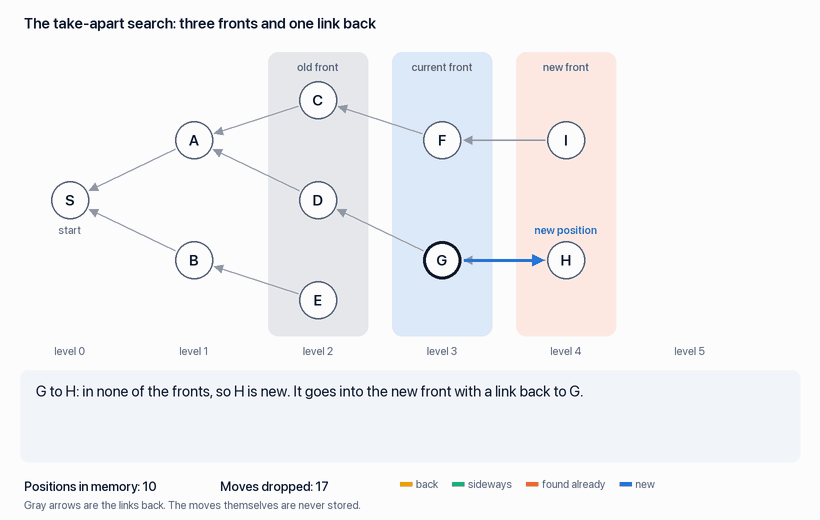 The take-apart search: three fronts and one link back
old front
current front
new front
C
A
F
I
S
D
start
new position
B
G
H
E
level 0
level 1
level 2
level 3
level 4
level 5
G to H: in none of the fronts, so H is new. It goes into the new front with a link back to G.
Positions in memory: 10
Moves dropped: 17
back
sideways
found already
new
Gray arrows are the links back. The moves themselves are never stored.